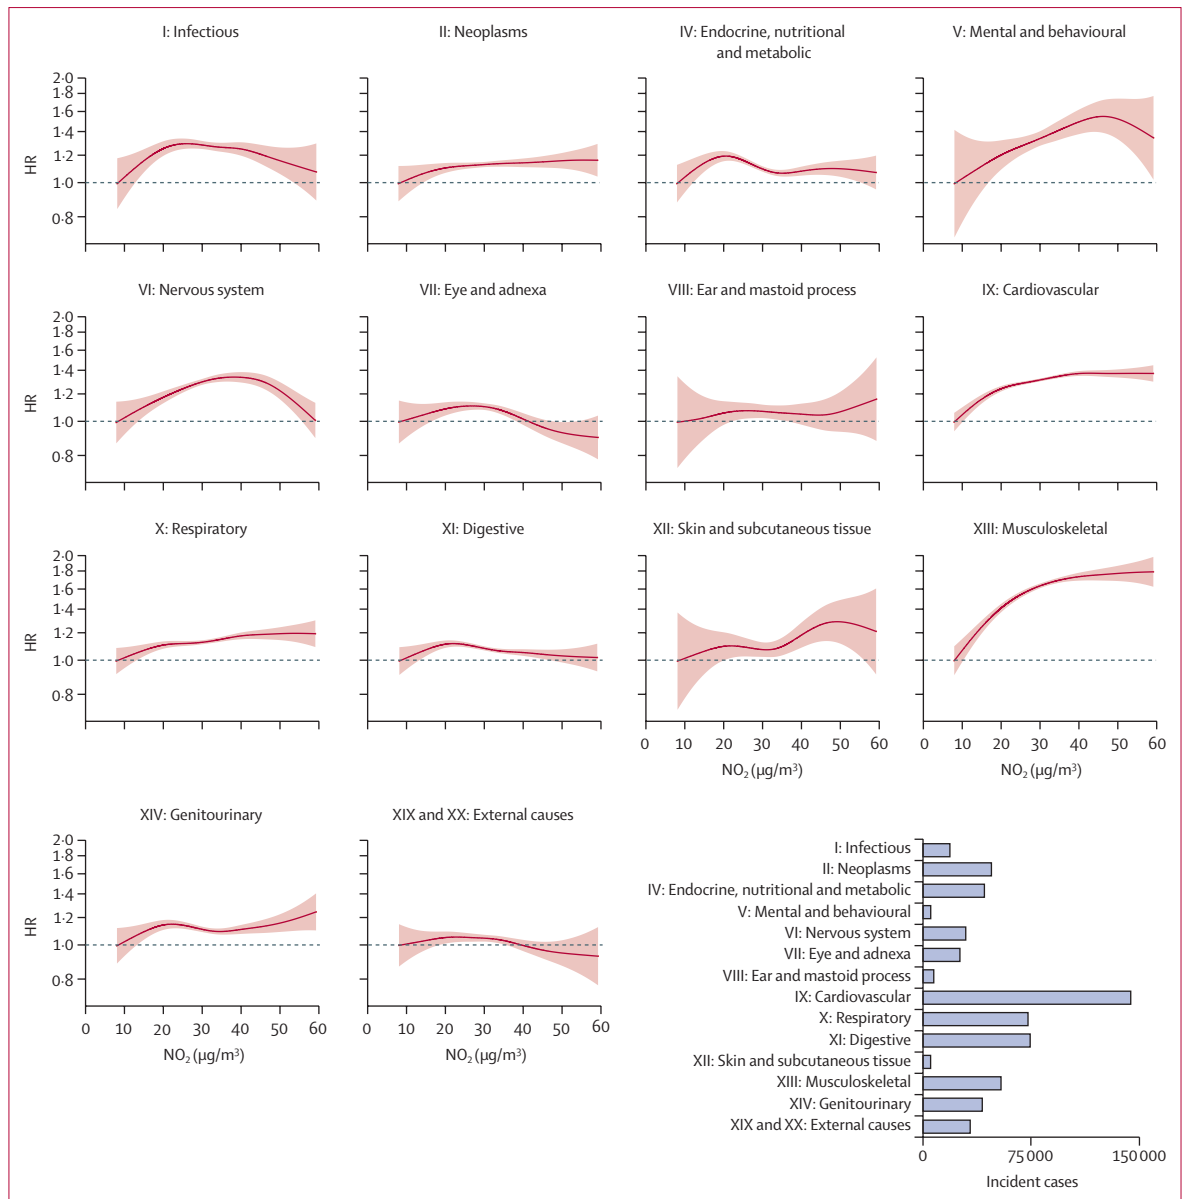 I: Infectious
II: Neoplasms
IV: Endocrine, nutritional
and metabolic
V: Mental and behavioural
HR
2·0
1·8
1·6
1·4
1·2
1·0
0·8
VI: Nervous system
VII: Eye and adnexa
VIII: Ear and mastoid process
IX: Cardiovascular
HR
2·0
1·8
1·6
1·4
1·2
1·0
0·8
X: Respiratory
XI: Digestive
XII: Skin and subcutaneous tissue
XIII: Musculoskeletal
HR
2·0
1·8
1·6
1·4
1·2
1·0
0·8
0 10 20 30 40 50 60
NO₂ (µg/m³)
0 10 20 30 40 50 60
NO₂ (µg/m³)
XIV: Genitourinary
XIX and XX: External causes
HR
2·0
1·8
1·6
1·4
1·2
1·0
0·8
0 10 20 30 40 50 60
NO₂ (µg/m³)
0 10 20 30 40 50 60
NO₂ (µg/m³)
I: Infectious
II: Neoplasms
IV: Endocrine, nutritional and metabolic
V: Mental and behavioural
VI: Nervous system
VII: Eye and adnexa
VIII: Ear and mastoid process
IX: Cardiovascular
X: Respiratory
XI: Digestive
XII: Skin and subcutaneous tissue
XIII: Musculoskeletal
XIV: Genitourinary
XIX and XX: External causes
0 75 000 150 000
Incident cases